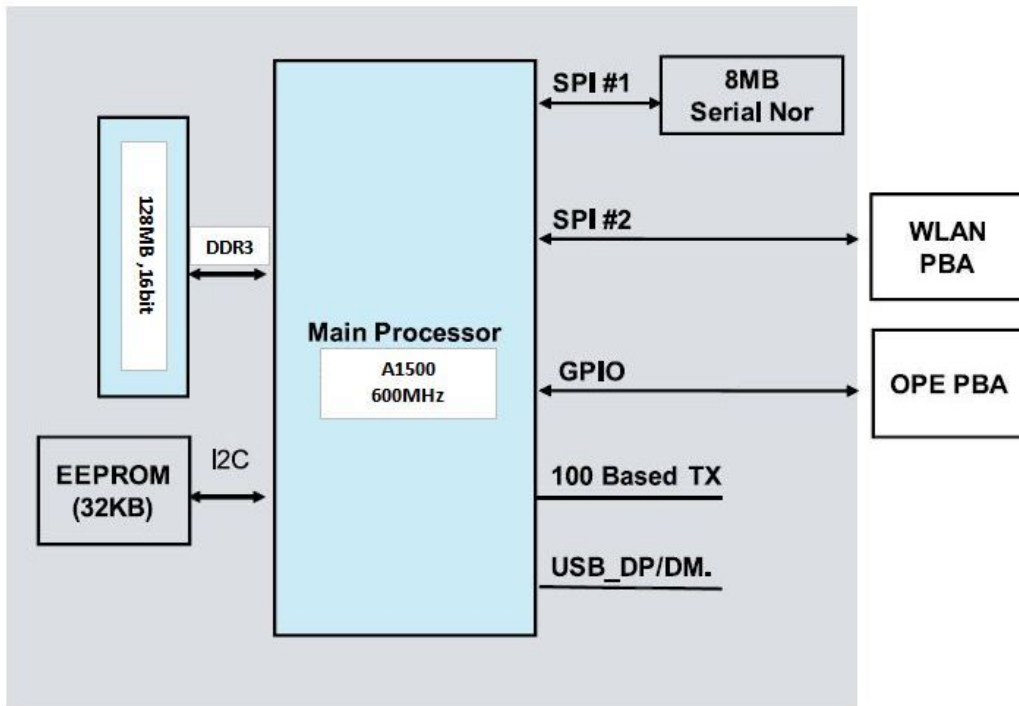 SPI #1
8MB
Serial Nor
128MB ,16bit
DDR3
SPI #2
WLAN
PBA
Main Processor
A1500
600MHz
GPIO
OPE PBA
I2C
EEPROM
(32KB)
100 Based TX
USB_DP/DM.